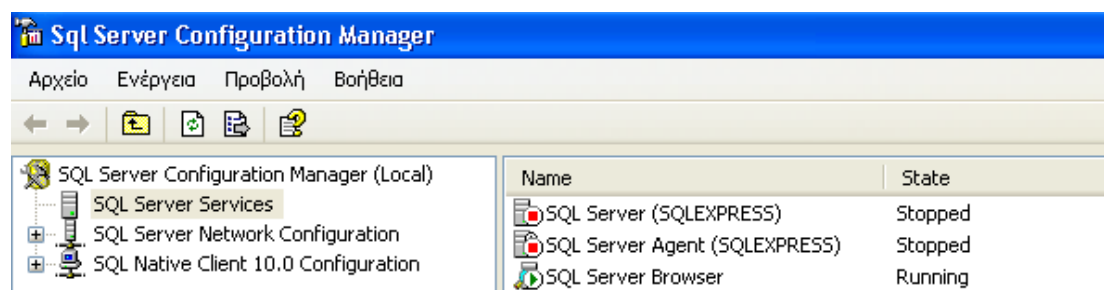 Sql Server Configuration Manager
Αρχείο Ενέργεια Προβολή Βοήθεια
SQL Server Configuration Manager (Local)
SQL Server Services
SQL Server Network Configuration
SQL Native Client 10.0 Configuration
Name State
SQL Server (SQLEXPRESS) Stopped
SQL Server Agent (SQLEXPRESS) Stopped
SQL Server Browser Running